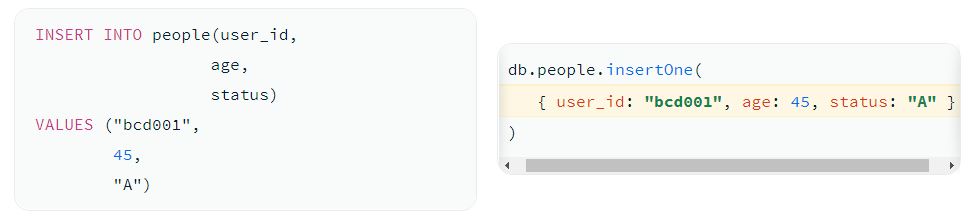 INSERT INTO people(user_id,
age,
status)
VALUES ("bcd001",
45,
"A")
db.people.insertOne(
{ user_id: "bcd001", age: 45, status: "A" }
)